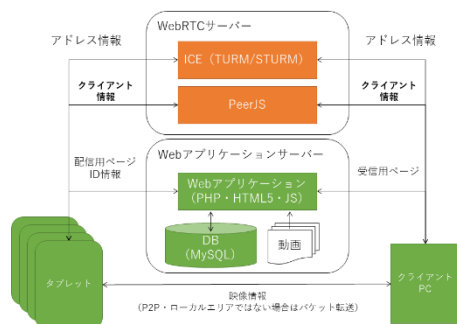 WebRTCサーバー
アドレス情報
アドレス情報
ICE（TURM/STURM）
クライアント
情報
クライアント
情報
PeerJS
Webアプリケーションサーバー
配信用ページ
ID情報
受信用ページ
Webアプリケーション
（PHP・HTML5・JS）
DB
（MySQL）
動画
タブレット
クライアント
PC
映像情報
（P2P・ローカルエリアではない場合はパケット転送）